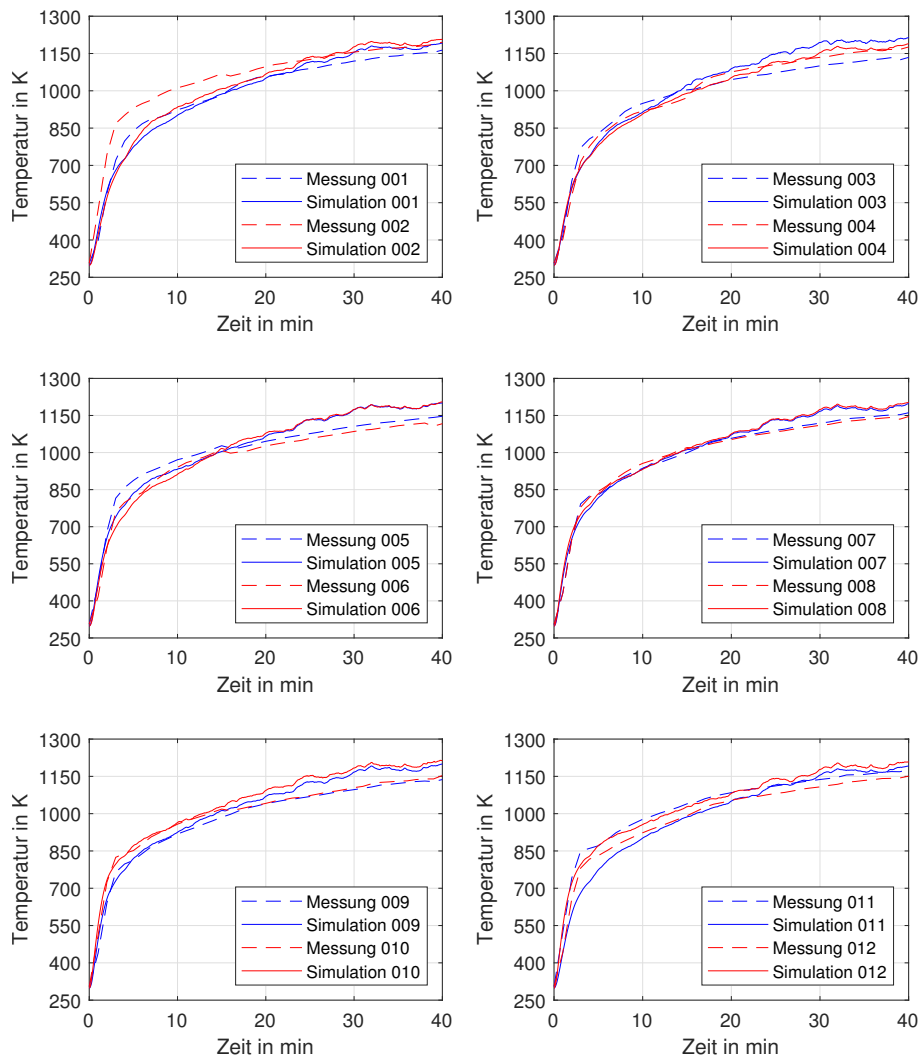 1300
1150
1000
850
700
550
400
250
Temperatur in K
0
10
20
30
40
Zeit in min
Messung 001
Simulation 001
Messung 002
Simulation 002
1300
1150
1000
850
700
550
400
250
Temperatur in K
0
10
20
30
40
Zeit in min
Messung 003
Simulation 003
Messung 004
Simulation 004
1300
1150
1000
850
700
550
400
250
Temperatur in K
0
10
20
30
40
Zeit in min
Messung 005
Simulation 005
Messung 006
Simulation 006
1300
1150
1000
850
700
550
400
250
Temperatur in K
0
10
20
30
40
Zeit in min
Messung 007
Simulation 007
Messung 008
Simulation 008
1300
1150
1000
850
700
550
400
250
Temperatur in K
0
10
20
30
40
Zeit in min
Messung 009
Simulation 009
Messung 010
Simulation 010
1300
1150
1000
850
700
550
400
250
Temperatur in K
0
10
20
30
40
Zeit in min
Messung 011
Simulation 011
Messung 012
Simulation 012